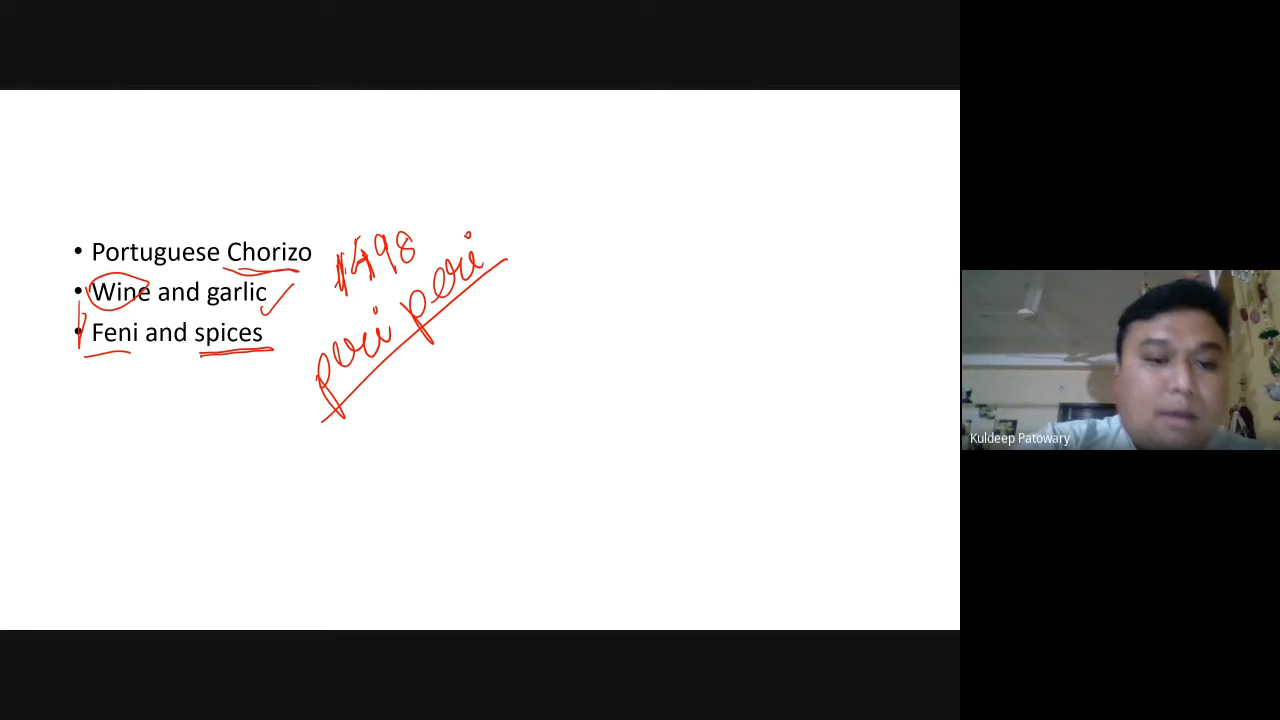 • Portuguese Chorizo
• Wine and garlic
• Feni and spices
1498
peri peri
Kuldeep Patowary